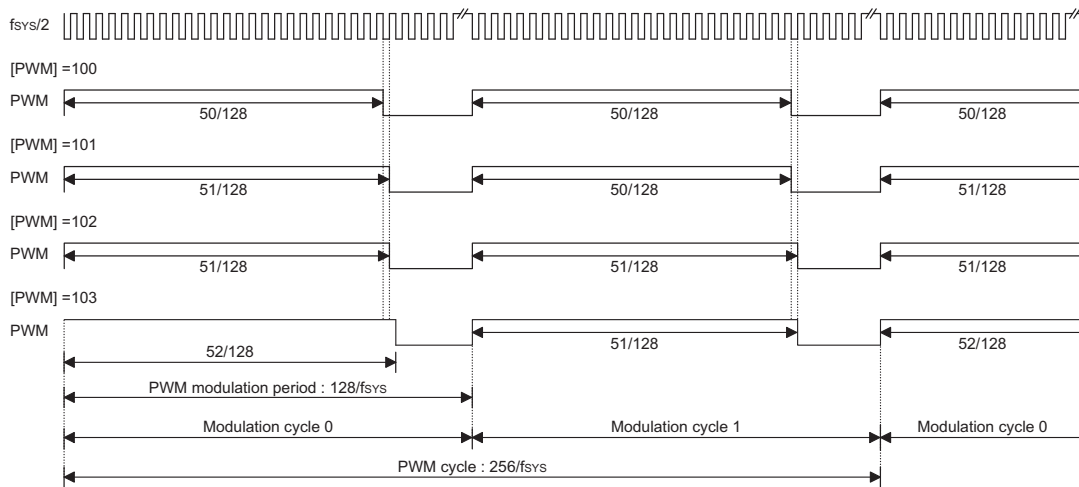 fSYS/2
[PWM] =100
PWM
50/128
50/128
50/128
[PWM] =101
PWM
51/128
50/128
51/128
[PWM] =102
PWM
51/128
51/128
51/128
[PWM] =103
PWM
52/128
51/128
52/128
PWM modulation period : 128/fSYS
Modulation cycle 0
Modulation cycle 1
Modulation cycle 0
PWM cycle : 256/fSYS